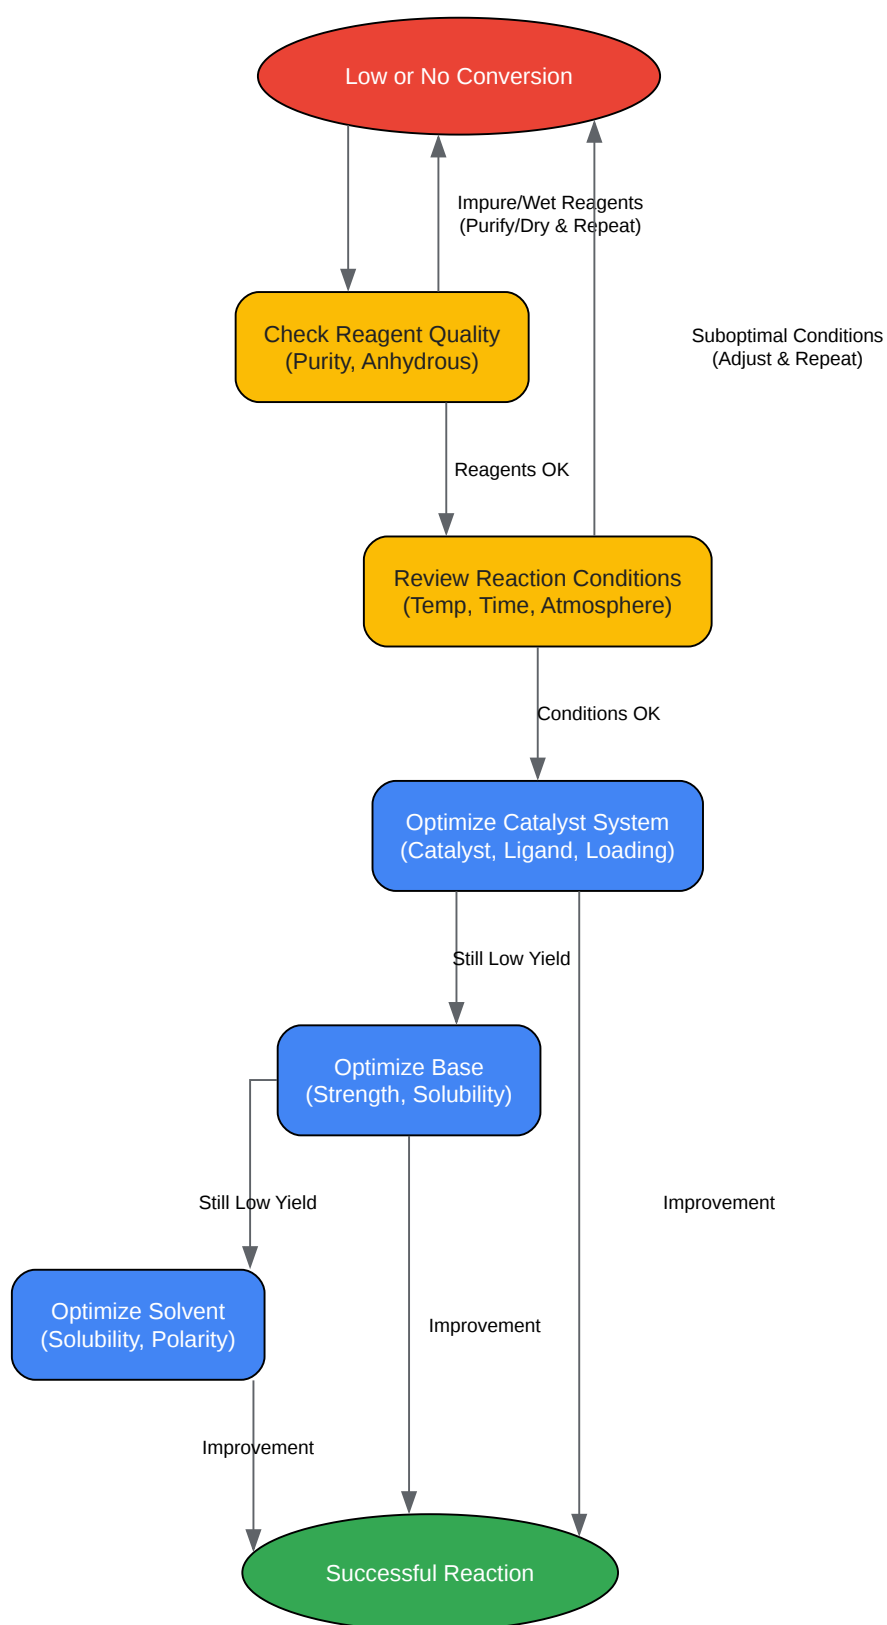 Low or No Conversion
Impure/Wet Reagents
(Purify/Dry & Repeat)
Check Reagent Quality
(Purity, Anhydrous)
Suboptimal Conditions
(Adjust & Repeat)
Reagents OK
Review Reaction Conditions
(Temp, Time, Atmosphere)
Conditions OK
Optimize Catalyst System
(Catalyst, Ligand, Loading)
Still Low Yield
Optimize Base
(Strength, Solubility)
Still Low Yield
Improvement
Optimize Solvent
(Solubility, Polarity)
Improvement
Improvement
Successful Reaction